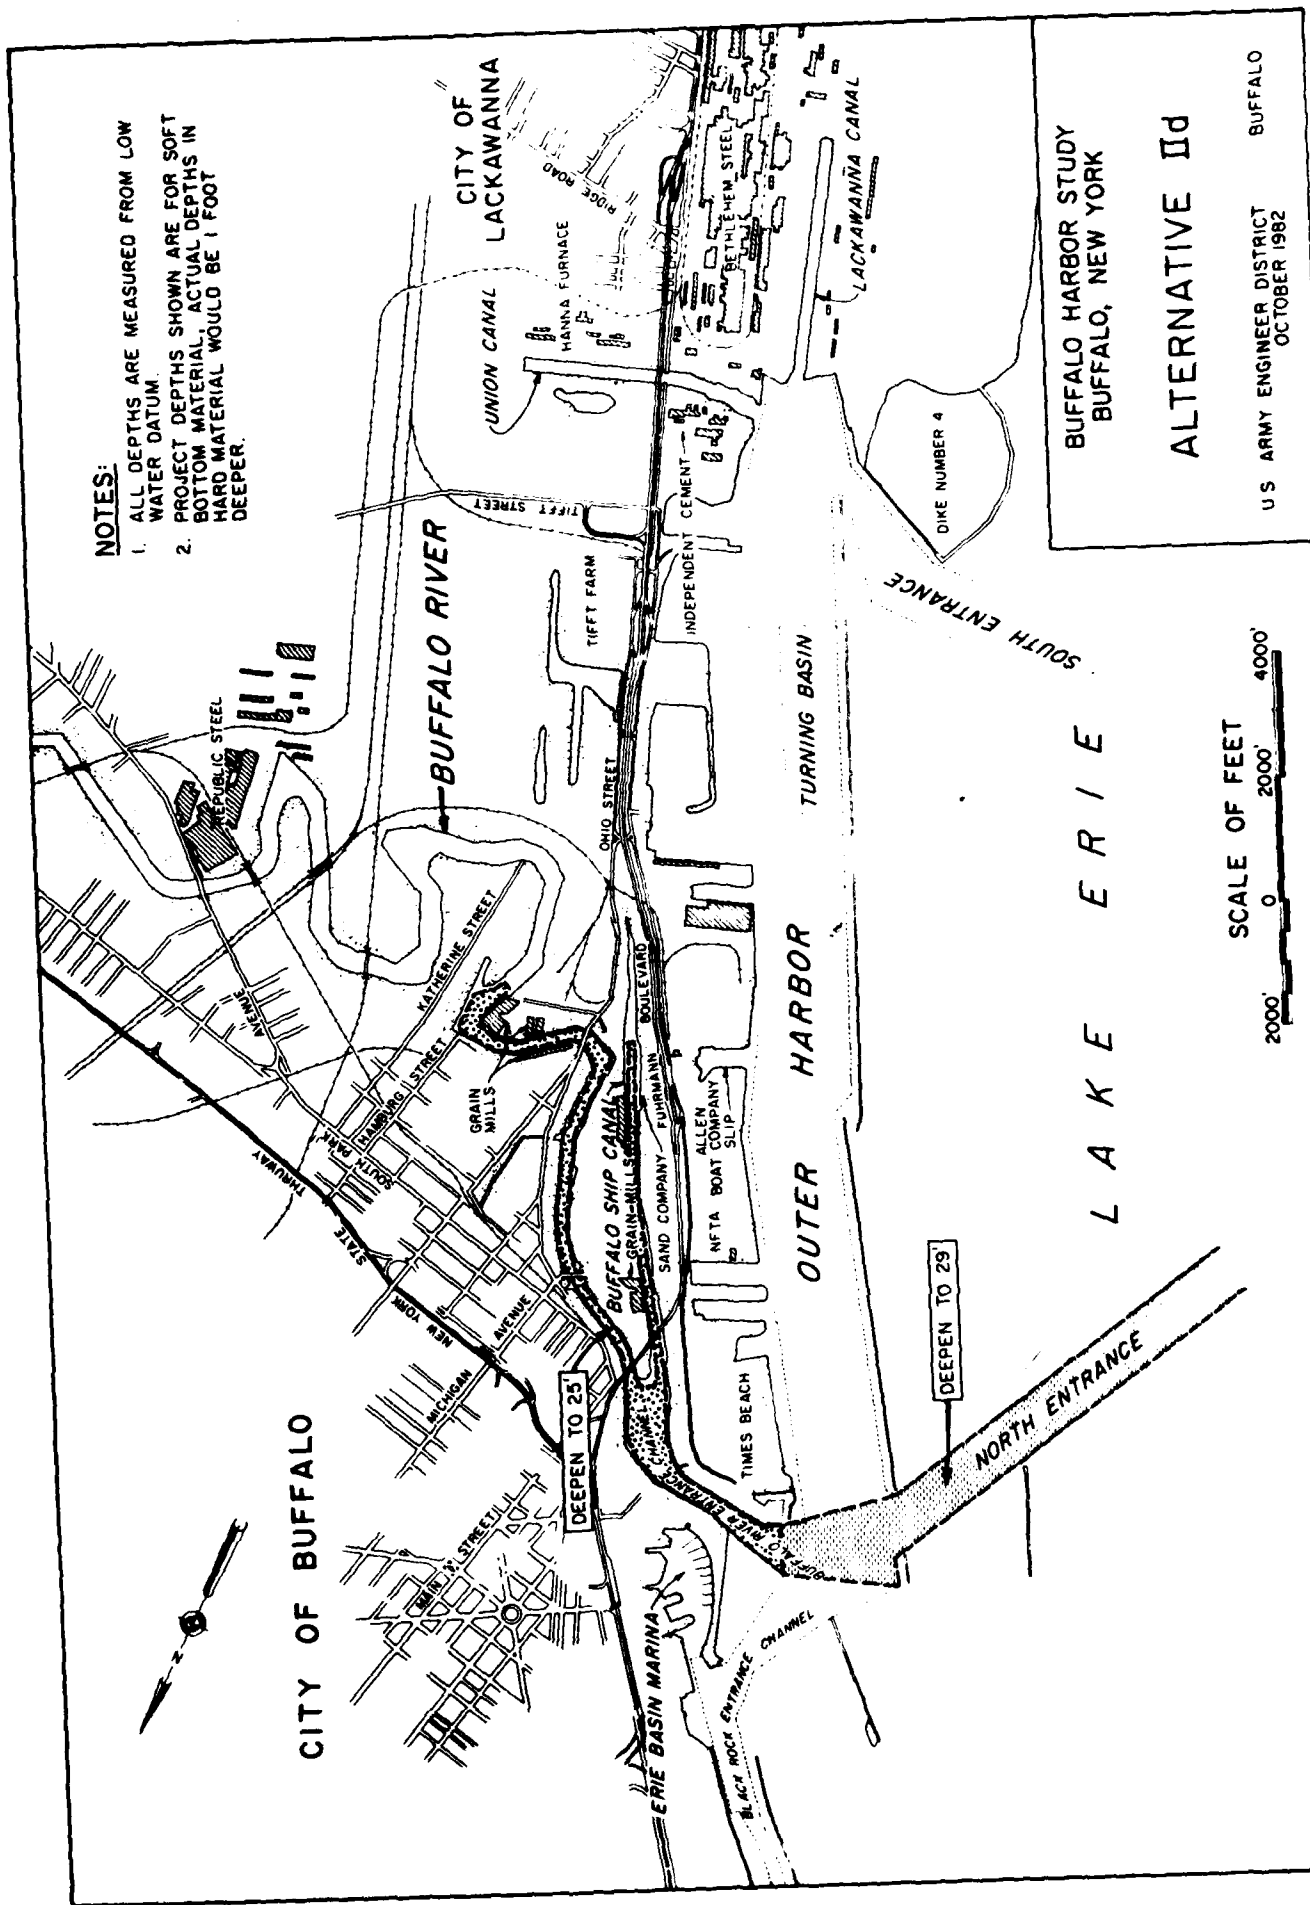 NOTES:
1. ALL DEPTHS ARE MEASURED FROM LOW
WATER DATUM.
2. PROJECT DEPTHS SHOWN ARE FOR SOFT
BOTTOM MATERIAL, ACTUAL DEPTHS IN
HARD MATERIAL WOULD BE 1 FOOT
DEEPER.
CITY OF
LACKAWANNA
RIDGE ROAD
UNION CANAL
HANNA FURNACE
BETHLEHEM STEEL
LACKAWANNA CANAL
TIFFT STREET
TIFFT FARM
INDEPENDENT CEMENT
DIKE NUMBER 4
SOUTH ENTRANCE
BUFFALO RIVER
REPUBLIC STEEL
OHIO STREET
TURNING BASIN
KATHERINE STREET
AVENUE
SOUTH PARK
HAMBURG STREET
GRAIN
MILLS
BUFFALO SHIP CANAL
GRAIN MILLS
SAND COMPANY
FUHRMANN
BOULEVARD
ALLEN
NFTA BOAT COMPANY
SLIP
OUTER HARBOR
LAKE ERIE
NEW YORK
STATE
THRUWAY
MICHIGAN
AVENUE
MAIN STREET
CITY OF BUFFALO
N
DEEPEN TO 25'
TIMES BEACH
BUFFALO RIVER ENTRANCE CHANNEL
ERIE BASIN MARINA
BLACK ROCK ENTRANCE CHANNEL
NORTH ENTRANCE
DEEPEN TO 29'
SCALE OF FEET
2000' 0 2000' 4000'
BUFFALO HARBOR STUDY
BUFFALO, NEW YORK
ALTERNATIVE IId
US ARMY ENGINEER DISTRICT BUFFALO
OCTOBER 1982